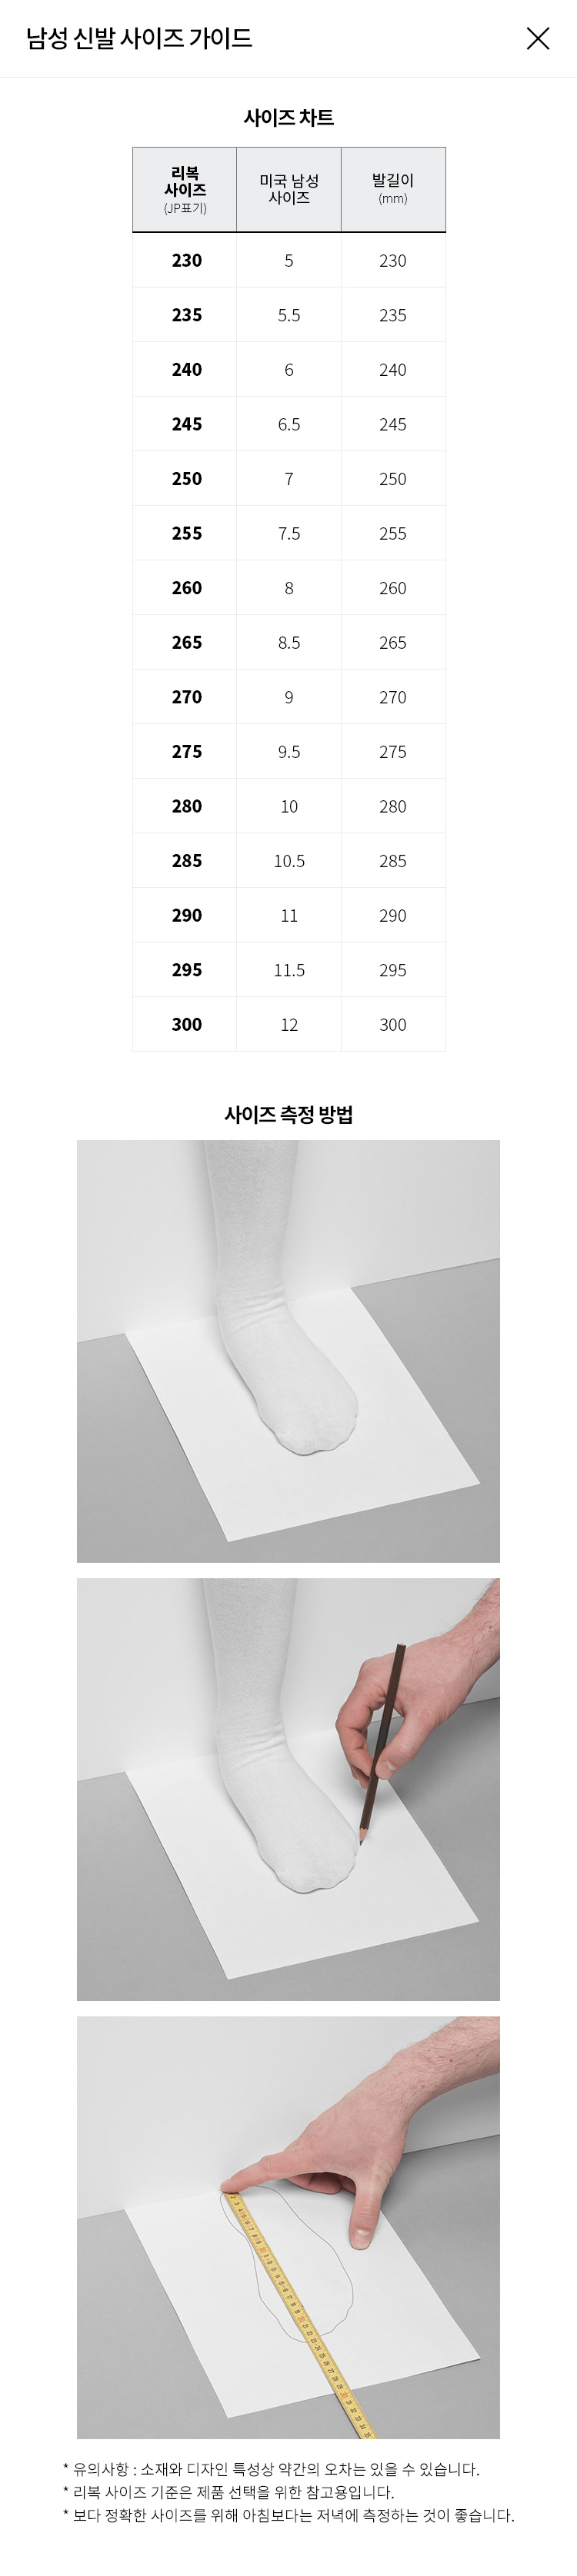 남성 신발 사이즈 가이드
사이즈 차트
리복
사이즈
(JP표기)
미국 남성
사이즈
발길이
(mm)
230 5 230
235 5.5 235
240 6 240
245 6.5 245
250 7 250
255 7.5 255
260 8 260
265 8.5 265
270 9 270
275 9.5 275
280 10 280
285 10.5 285
290 11 290
295 11.5 295
300 12 300
사이즈 측정 방법
* 유의사항 : 소재와 디자인 특성상 약간의 오차는 있을 수 있습니다.
* 리복 사이즈 기준은 제품 선택을 위한 참고용입니다.
* 보다 정확한 사이즈를 위해 아침보다는 저녁에 측정하는 것이 좋습니다.